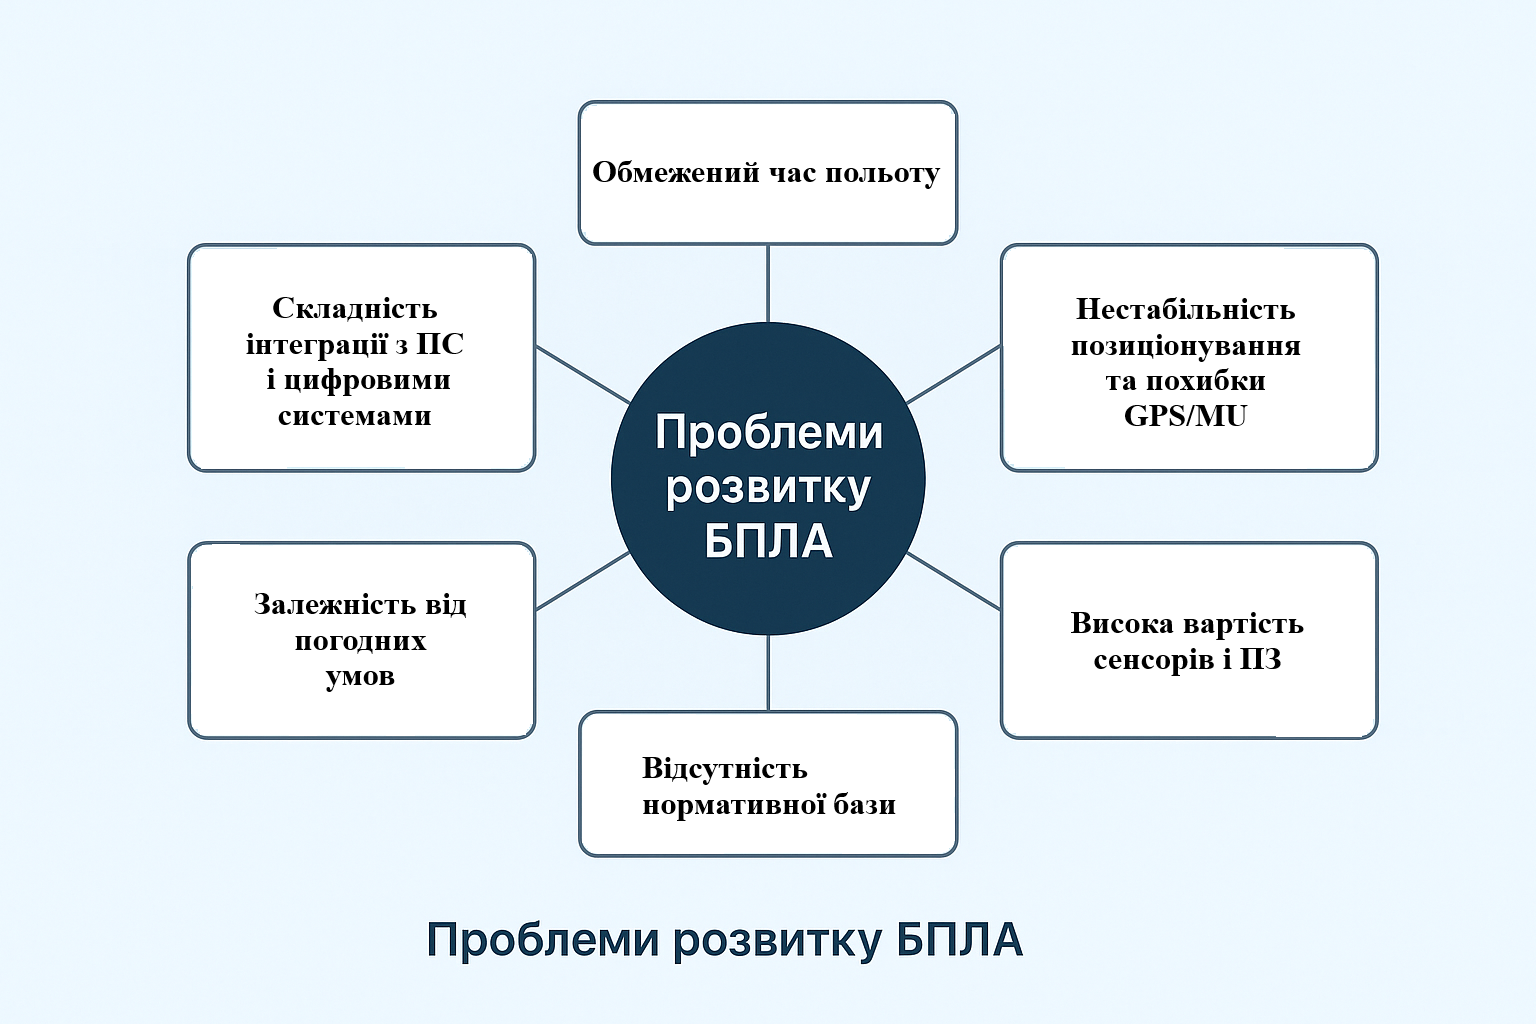 Обмежений час польоту
Складність
інтеграції з ПС
і цифровими
системами
Нестабільність
позиціонування
та похибки
GPS/MU
Проблеми
розвитку
БПЛА
Залежність від
погодних
умов
Висока вартість
сенсорів і ПЗ
Відсутність
нормативної бази
Проблеми розвитку БПЛА